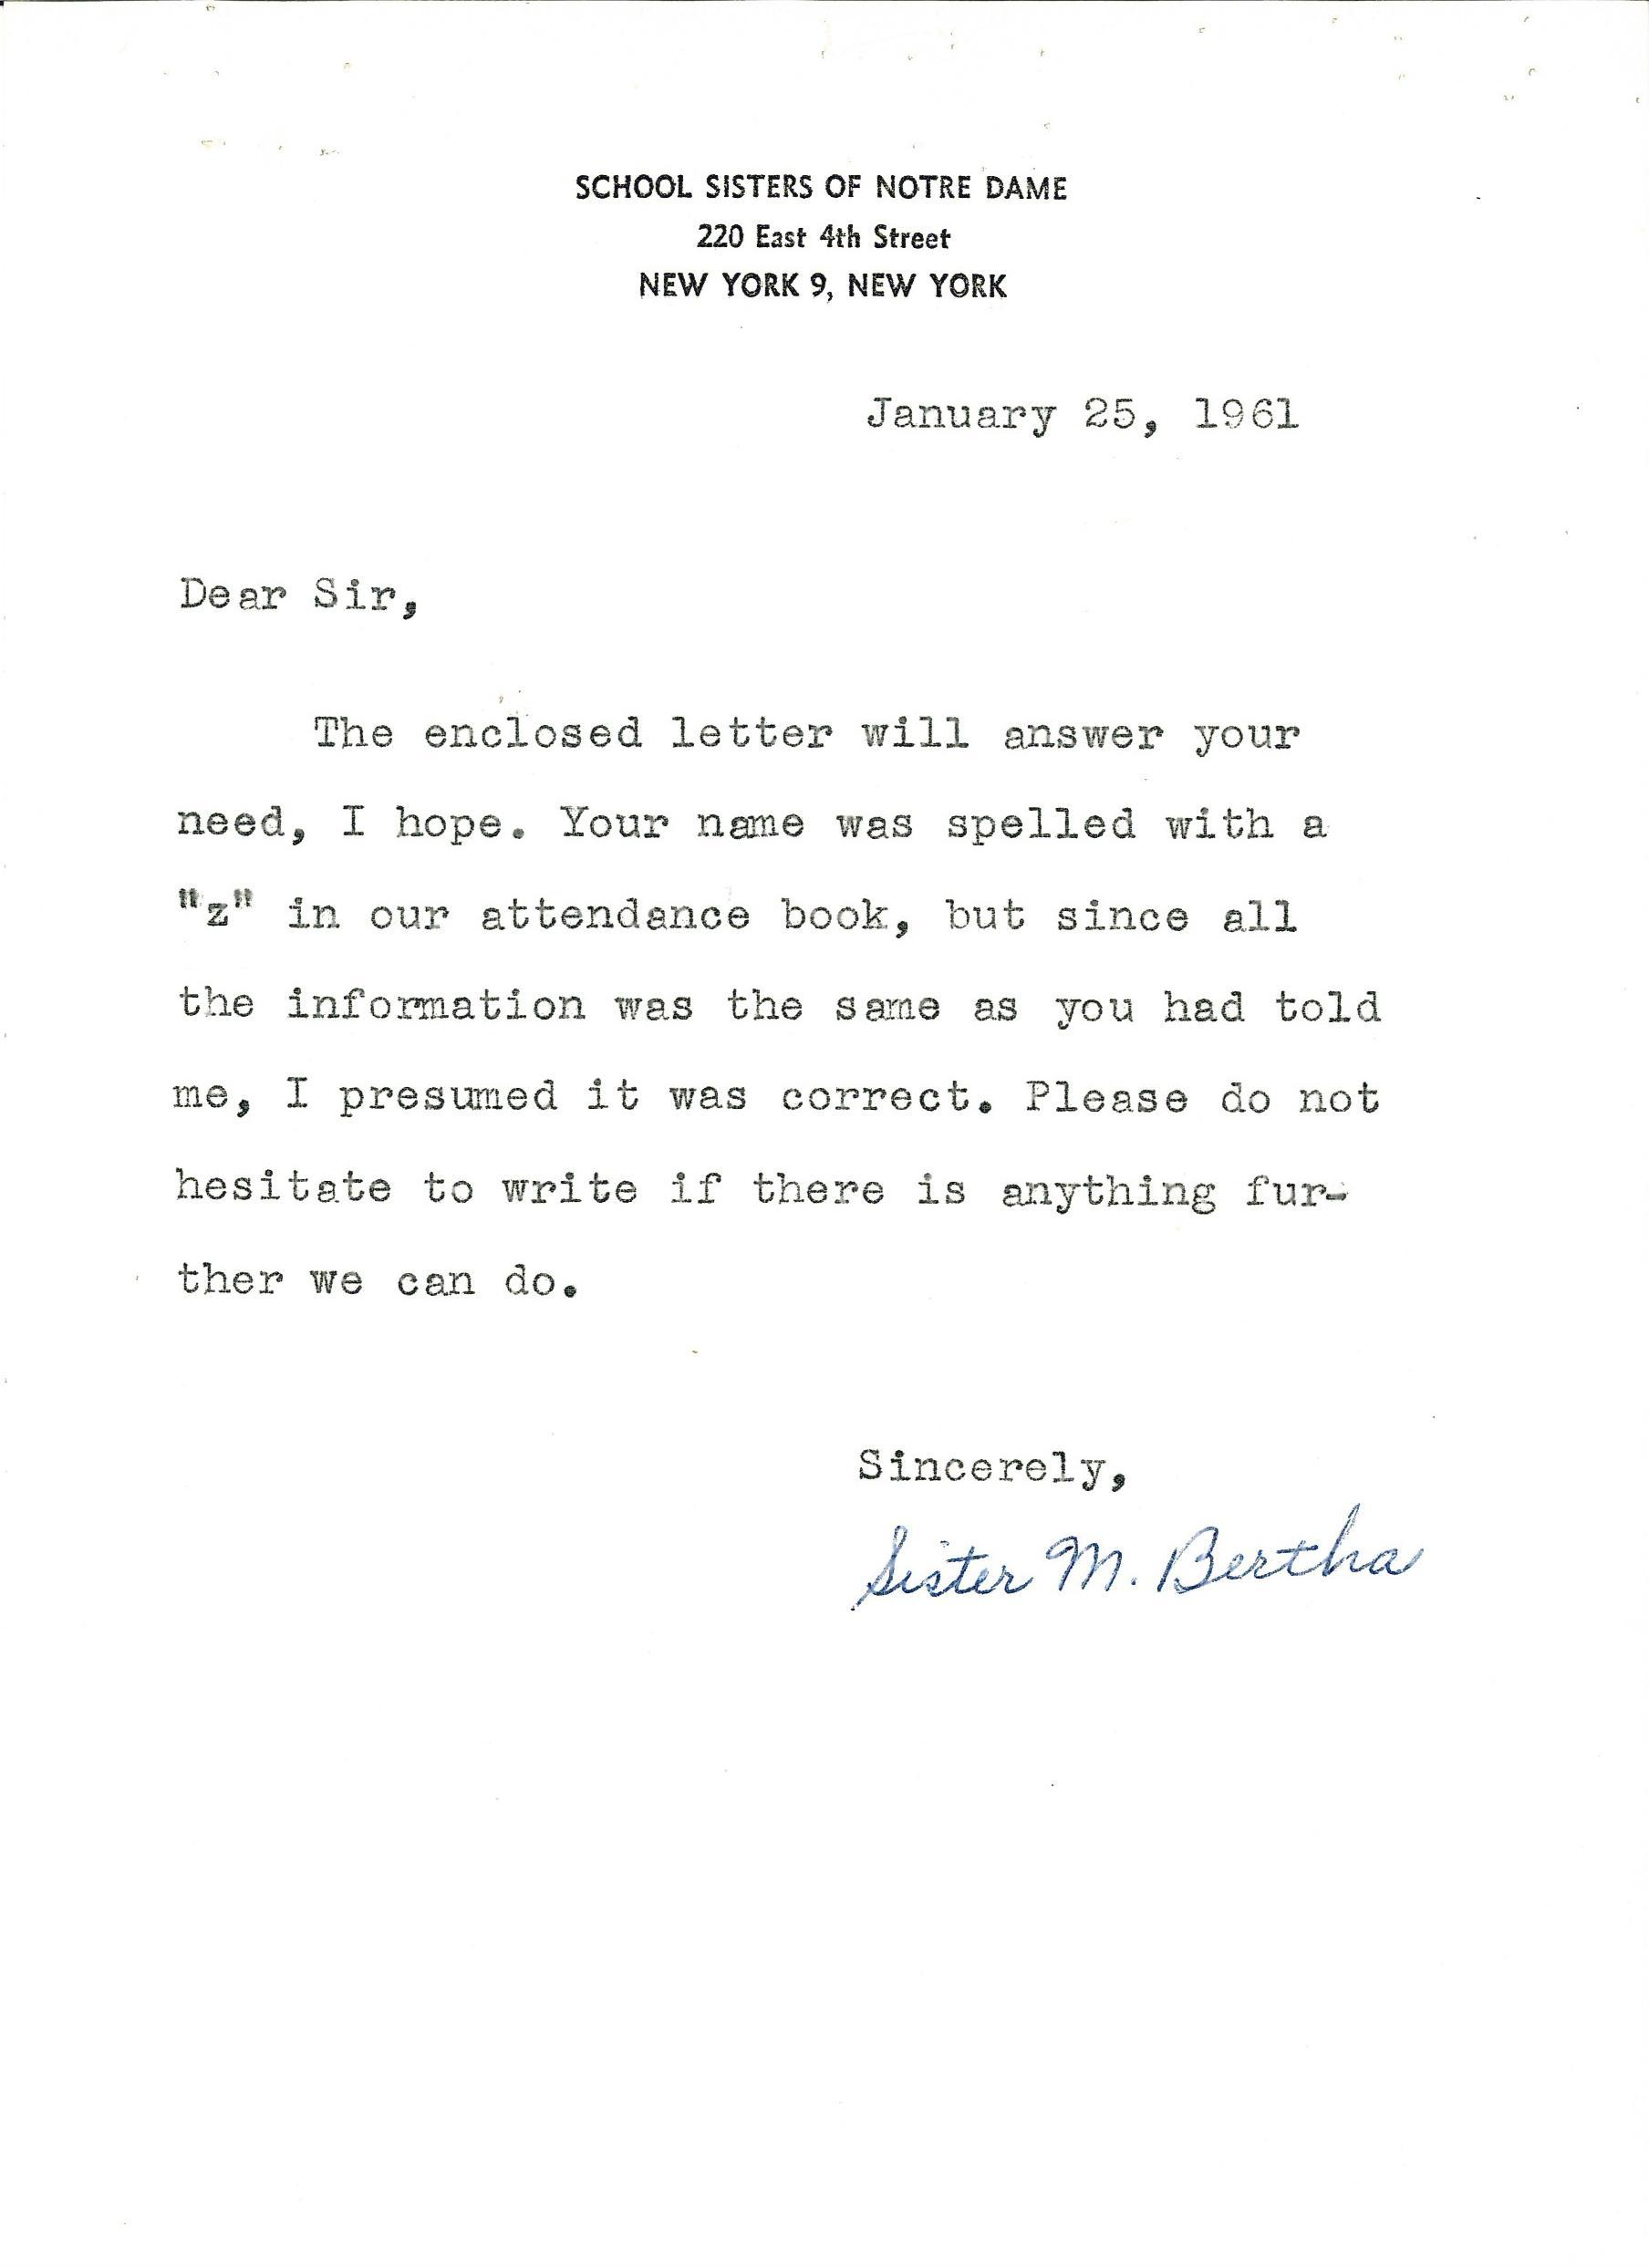 SCHOOL SISTERS OF NOTRE DAME
220 East 4th Street
NEW YORK 9, NEW YORK
January 25, 1961
Dear Sir,
The enclosed letter will answer your
need, I hope. Your name was spelled with a
"z" in our attendance book, but since all
the information was the same as you had told
me, I presumed it was correct. Please do not
hesitate to write if there is anything fur-
ther we can do.
Sincerely,
Sister M. Bertha